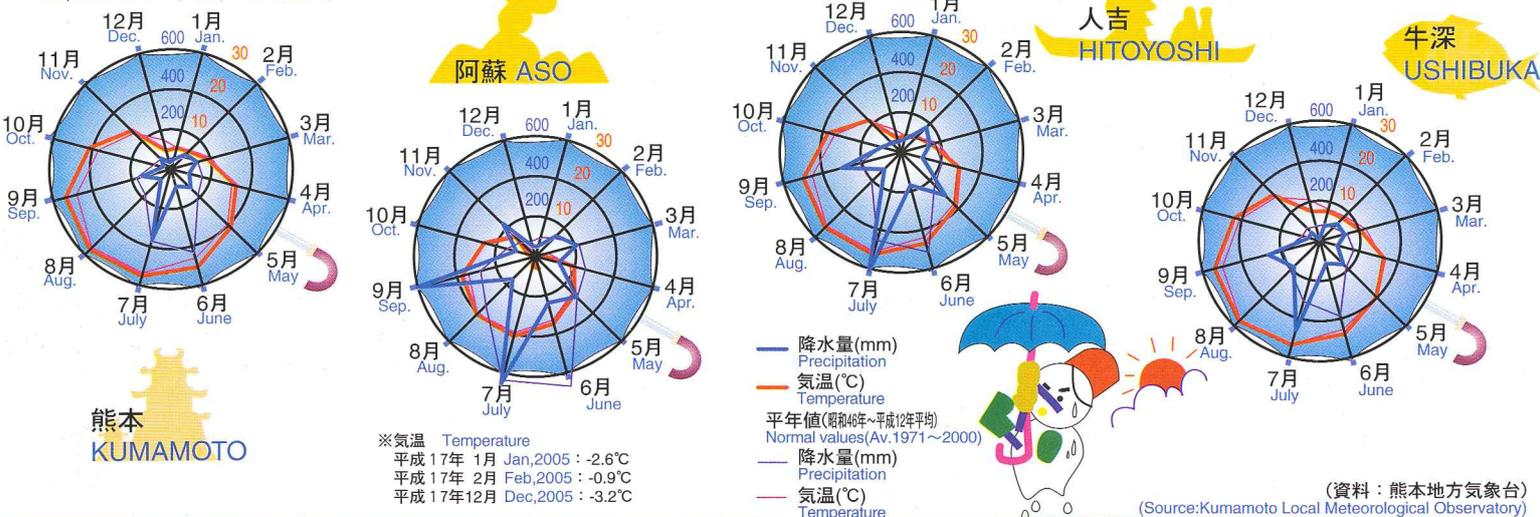 12月
Dec.
1月
Jan.
2月
Feb.
3月
Mar.
4月
Apr.
5月
May
6月
June
7月
July
8月
Aug.
9月
Sep.
10月
Oct.
11月
Nov.
600
400
200
30
20
10
熊本
KUMAMOTO
阿蘇 ASO
12月
Dec.
1月
Jan.
2月
Feb.
3月
Mar.
4月
Apr.
5月
May
6月
June
7月
July
8月
Aug.
9月
Sep.
10月
Oct.
11月
Nov.
600
400
200
30
20
10
※気温 Temperature
平成17年 1月 Jan,2005：-2.6℃
平成17年 2月 Feb,2005：-0.9℃
平成17年12月 Dec,2005：-3.2℃
人吉
HITOYOSHI
12月
Dec.
1月
Jan.
2月
Feb.
3月
Mar.
4月
Apr.
5月
May
6月
June
7月
July
8月
Aug.
9月
Sep.
10月
Oct.
11月
Nov.
600
400
200
30
20
10
牛深
USHIBUKA
12月
Dec.
1月
Jan.
2月
Feb.
3月
Mar.
4月
Apr.
5月
May
6月
June
7月
July
8月
Aug.
9月
Sep.
10月
Oct.
11月
Nov.
600
400
200
30
20
10
降水量(mm)
Precipitation
気温(℃)
Temperature
平年値(昭和46年～平成12年平均)
Normal values(Av.1971～2000)
降水量(mm)
Precipitation
気温(℃)
Temperature
（資料：熊本地方気象台）
(Source:Kumamoto Local Meteorological Observatory)